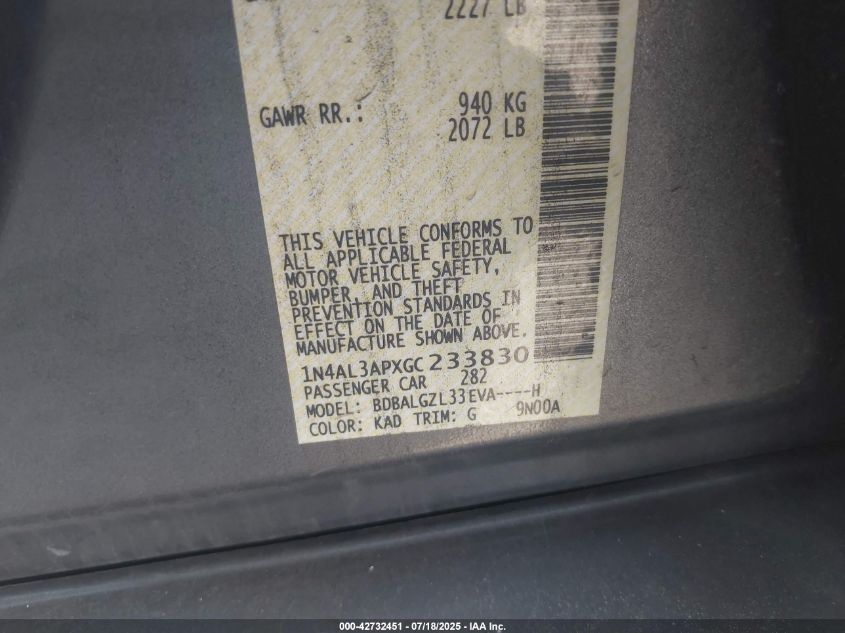 2227 LB
GAWR RR.: 940 KG
2072 LB
THIS VEHICLE CONFORMS TO
ALL APPLICABLE FEDERAL
MOTOR VEHICLE SAFETY,
BUMPER, AND THEFT
PREVENTION STANDARDS IN
EFFECT ON THE DATE OF
MANUFACTURE SHOWN ABOVE.
1N4AL3APXGC233830
PASSENGER CAR 282
MODEL: BDBALGZL33EVA----H
COLOR: KAD TRIM: G 9N00A
000-42732451 - 07/18/2025 - IAA Inc.